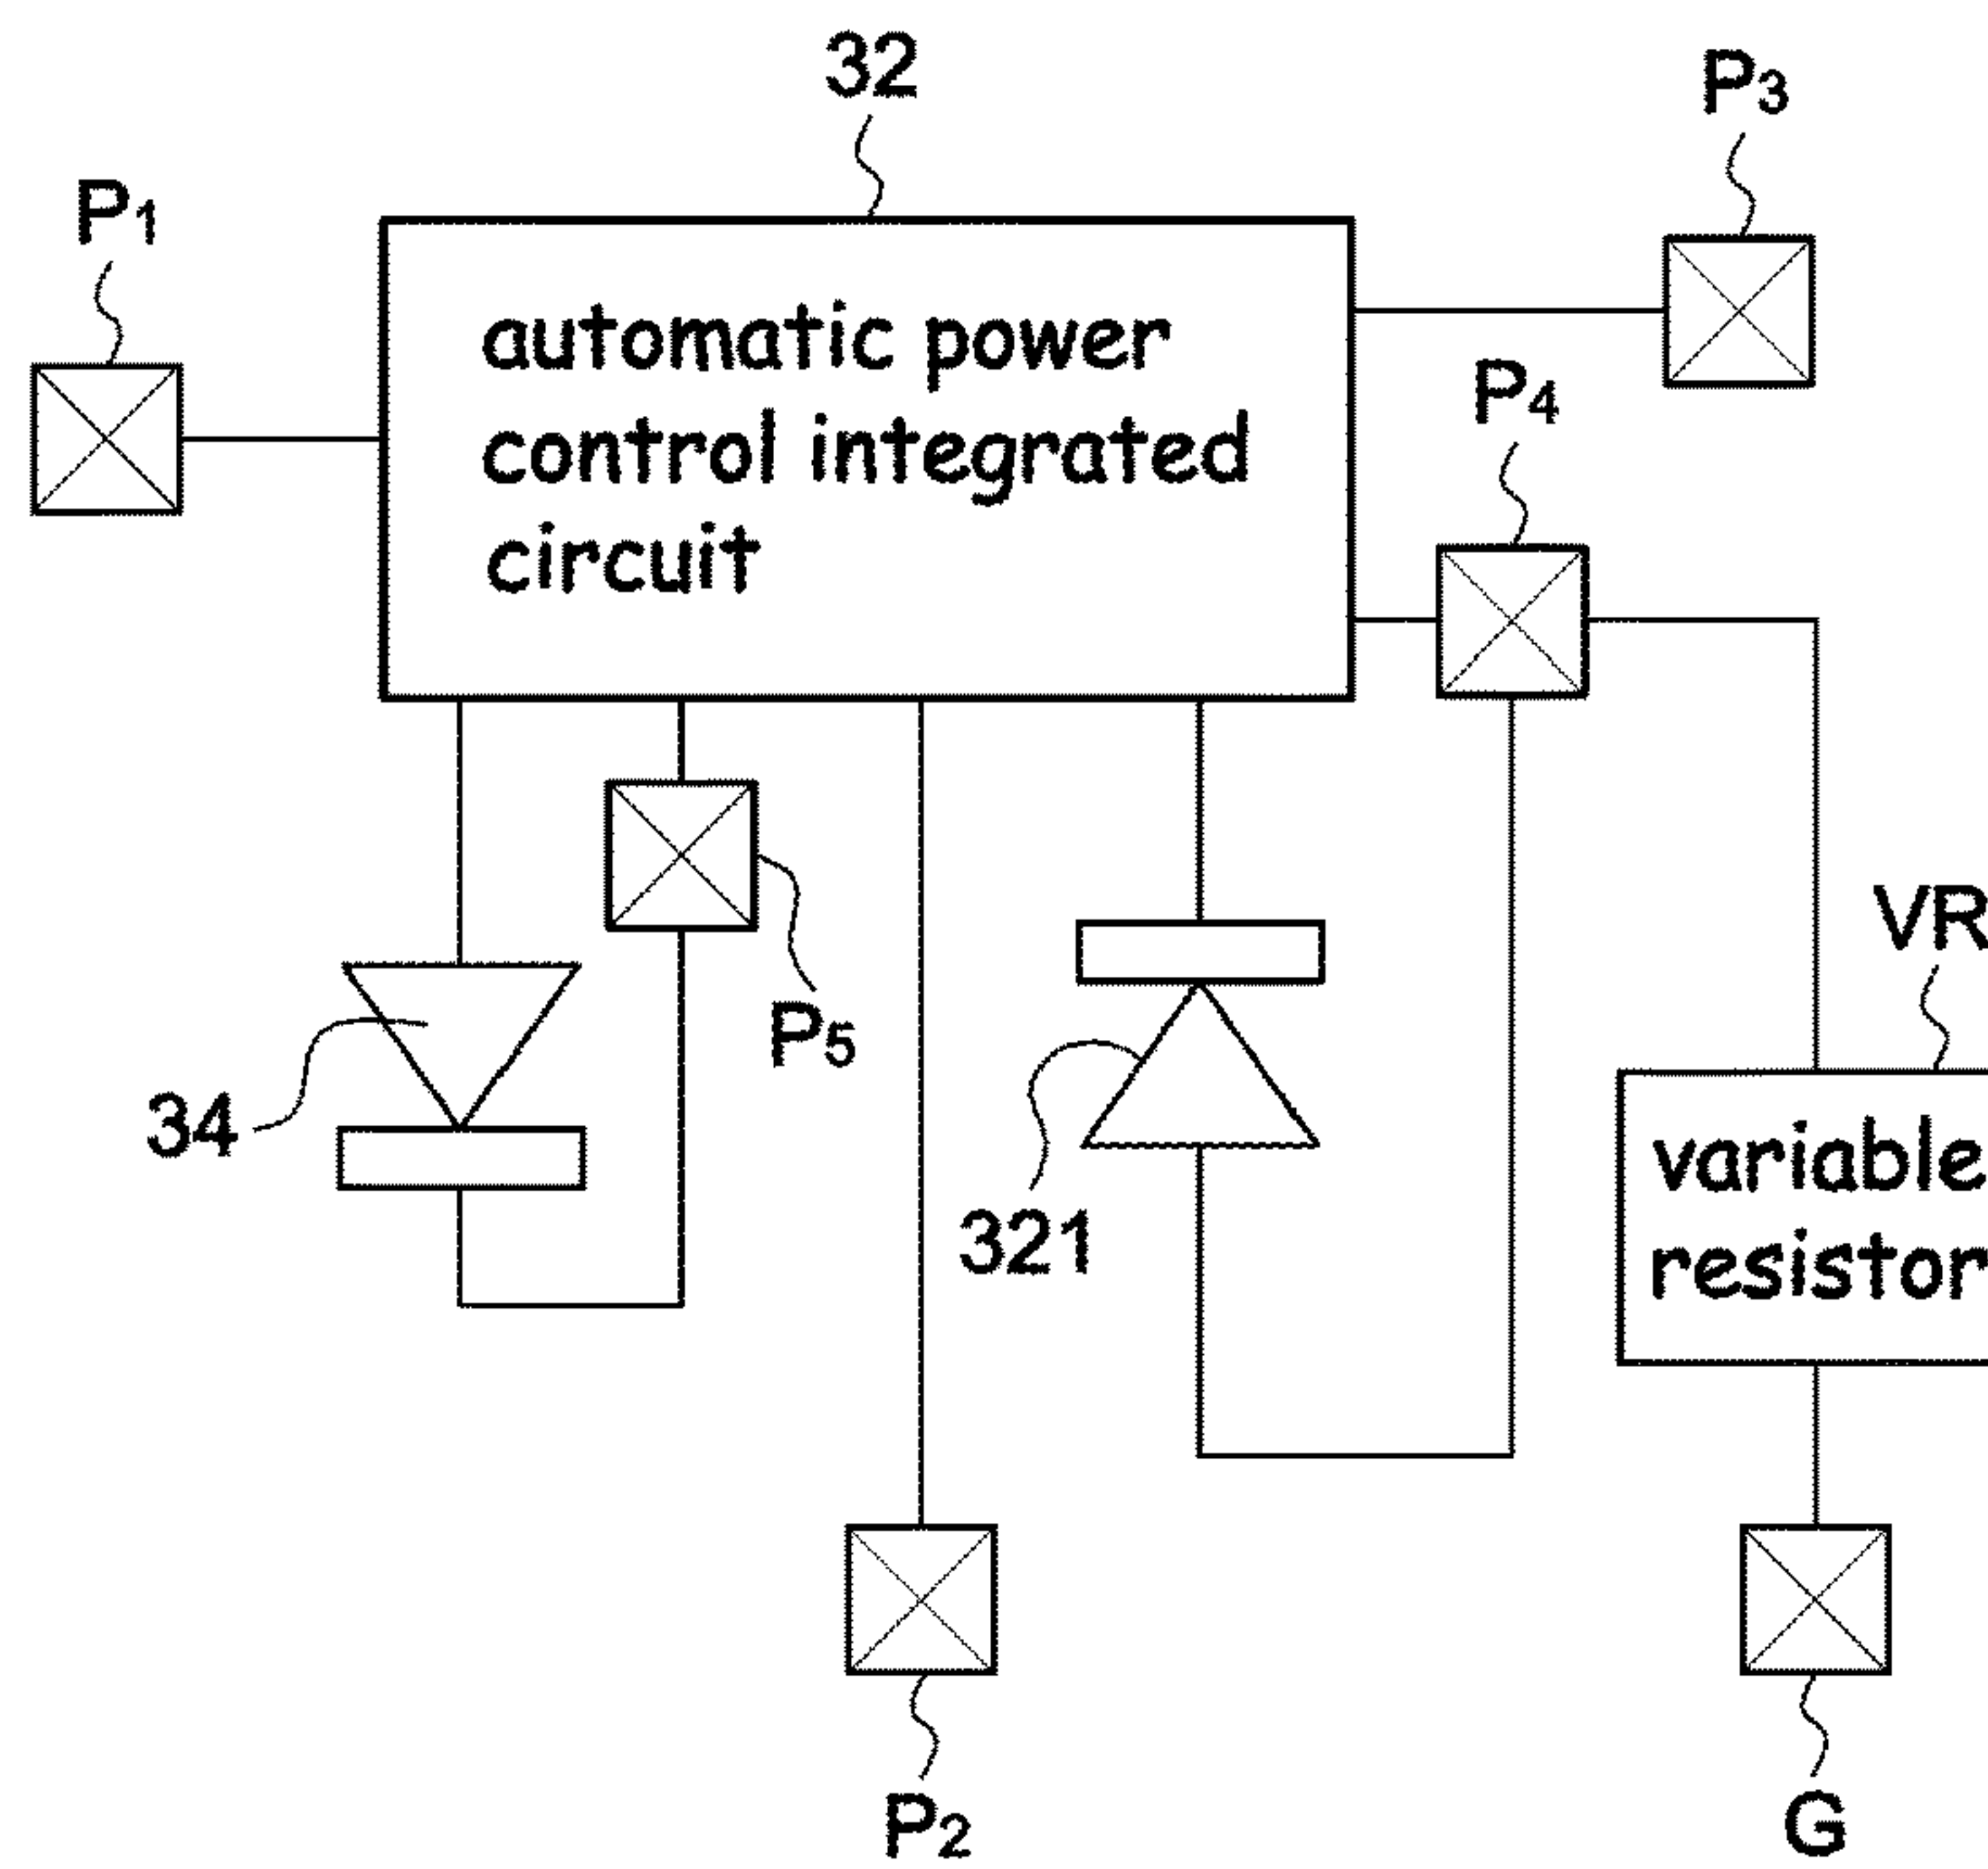 32
P3
P1
automatic power
control integrated
circuit
P4
VR
P5
34
variable
resistor
321
P2
G